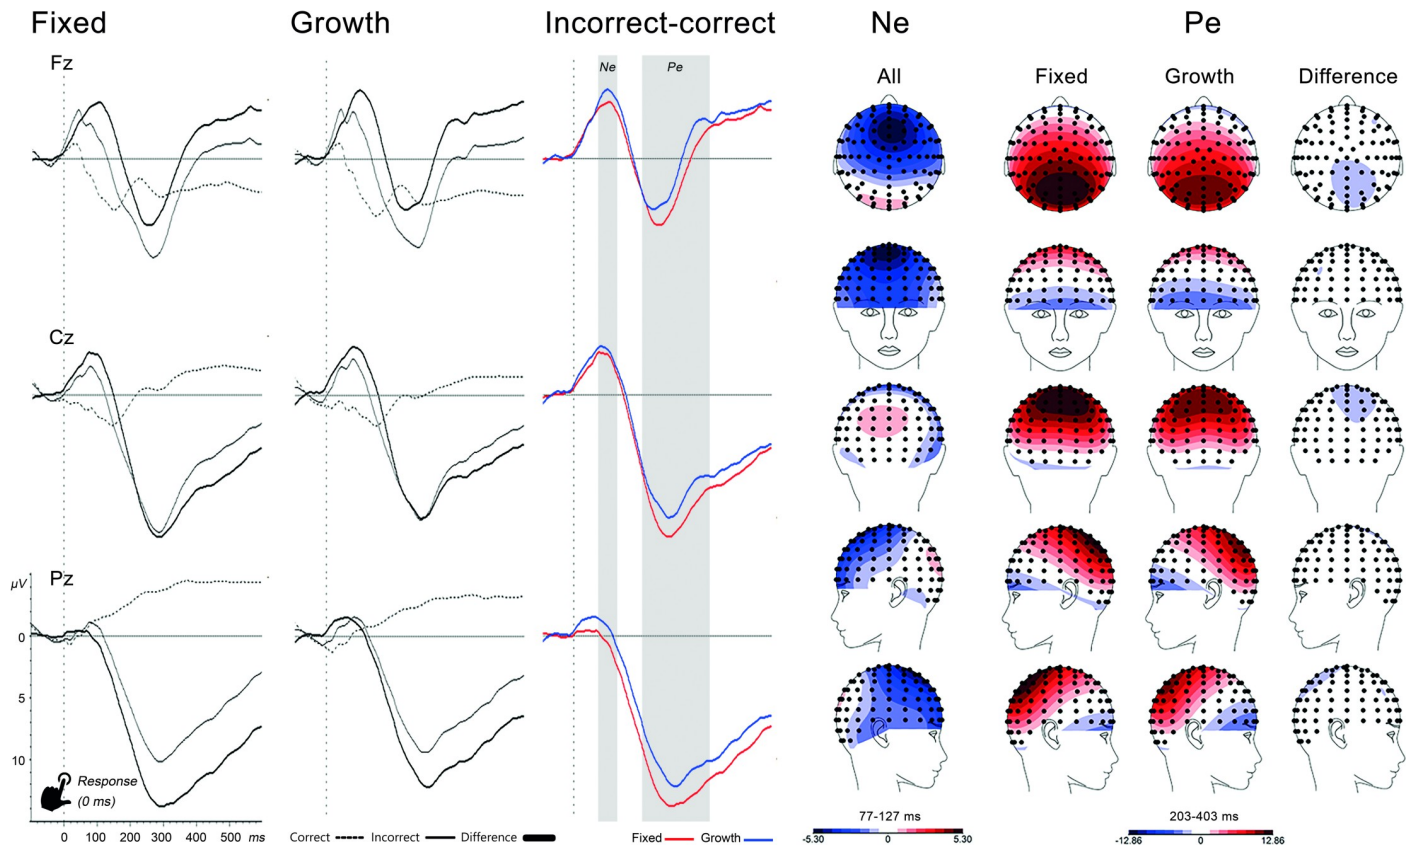 Fixed
Growth
Incorrect-correct
Ne
Pe
Fz
Ne
Pe
All
Fixed
Growth
Difference
Cz
Pz
µV
0
5
10
Response
(0 ms)
0 100 200 300 400 500 ms
Correct Incorrect Difference
Fixed Growth
77-127 ms
-5.30 0 5.30
203-403 ms
-12.86 0 12.86